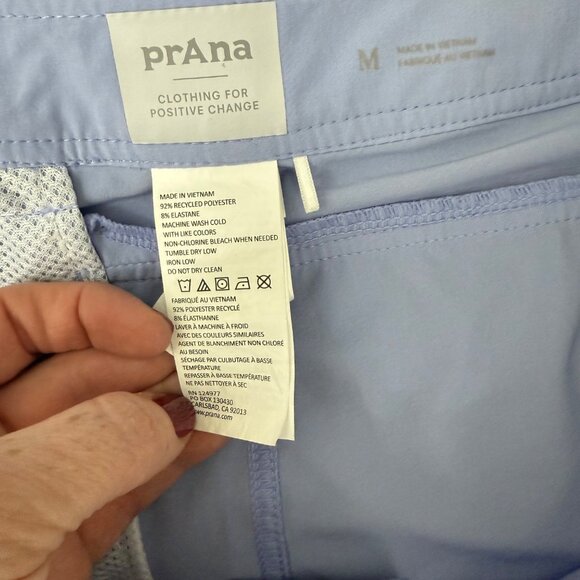 prAna
CLOTHING FOR
POSITIVE CHANGE
M
MADE IN VIETNAM
FABRIQUÉ AU VIETNAM
MADE IN VIETNAM
92% RECYCLED POLYESTER
8% ELASTANE
MACHINE WASH COLD
WITH LIKE COLORS
NON-CHLORINE BLEACH WHEN NEEDED
TUMBLE DRY LOW
IRON LOW
DO NOT DRY CLEAN
FABRIQUÉ AU VIETNAM
92% POLYESTER RECYCLÉ
8% ÉLASTHANNE
LAVER À MACHINE À FROID
AVEC DES COULEURS SIMILAIRES
AGENT DE BLANCHIMENT NON CHLORÉ
AU BESOIN
SÉCHAGE PAR CULBUTAGE À BASSE
TEMPÉRATURE
REPASSER À BASSE TEMPÉRATURE
NE PAS NETTOYER À SEC
RN 124977
PO BOX 130430
CARLSBAD, CA 92013
www.prana.com